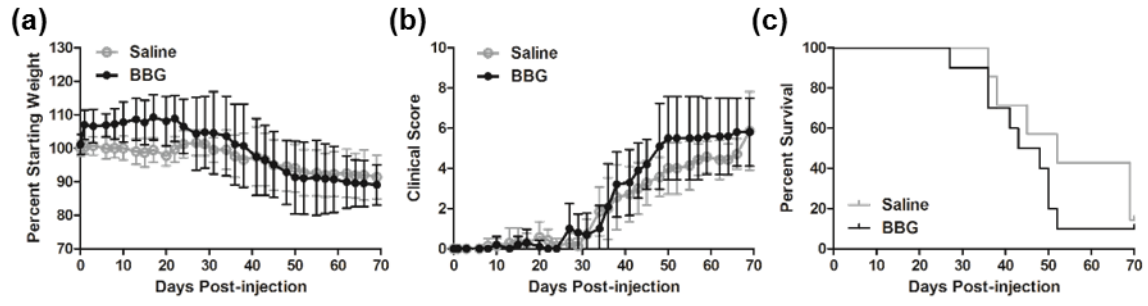 (a)
Percent Starting Weight
130
120
110
100
90
80
70
Saline
BBG
0 10 20 30 40 50 60 70
Days Post-injection
(b)
Clinical Score
10
8
6
4
2
0
Saline
BBG
0 10 20 30 40 50 60 70
Days Post-injection
(c)
Percent Survival
100
80
60
40
20
0
Saline
BBG
0 10 20 30 40 50 60 70
Days Post-injection